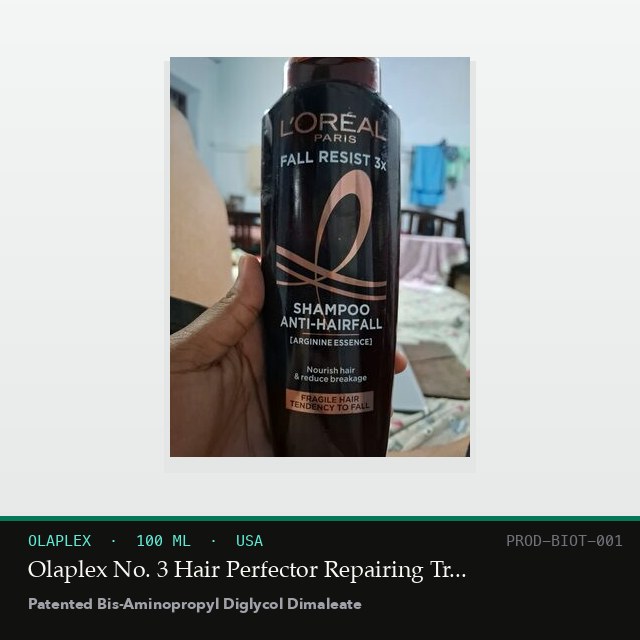 L'ORÉAL
PARIS
FALL RESIST 3x
SHAMPOO
ANTI-HAIRFALL
[ARGININE ESSENCE]
Nourish hair
& reduce breakage
FRAGILE HAIR
TENDENCY TO FALL
OLAPLEX · 100 ML · USA
PROD–BIOT–001
Olaplex No. 3 Hair Perfector Repairing Tr...
Patented Bis-Aminopropyl Diglycol Dimaleate